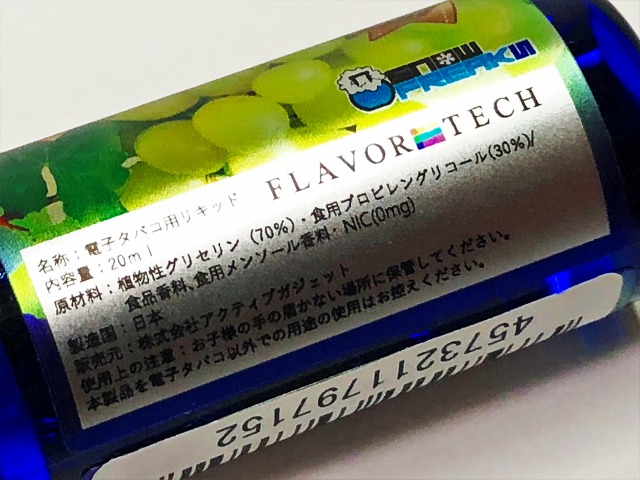 SNOW
FREAKS
FLAVOR TECH
名称：電子タバコ用リキッド
内容量：20ml
原材料：植物性グリセリン（70%）・食用プロピレングリコール(30%)/
食品香料、食用メンソール香料: NIC(0mg)
製造国：日本
販売元：株式会社アクティブガジェット
使用上の注意：お子様の手の届かない場所に保管してください。
本製品を電子タバコ以外での用途の使用はお控えください。
4573211797152